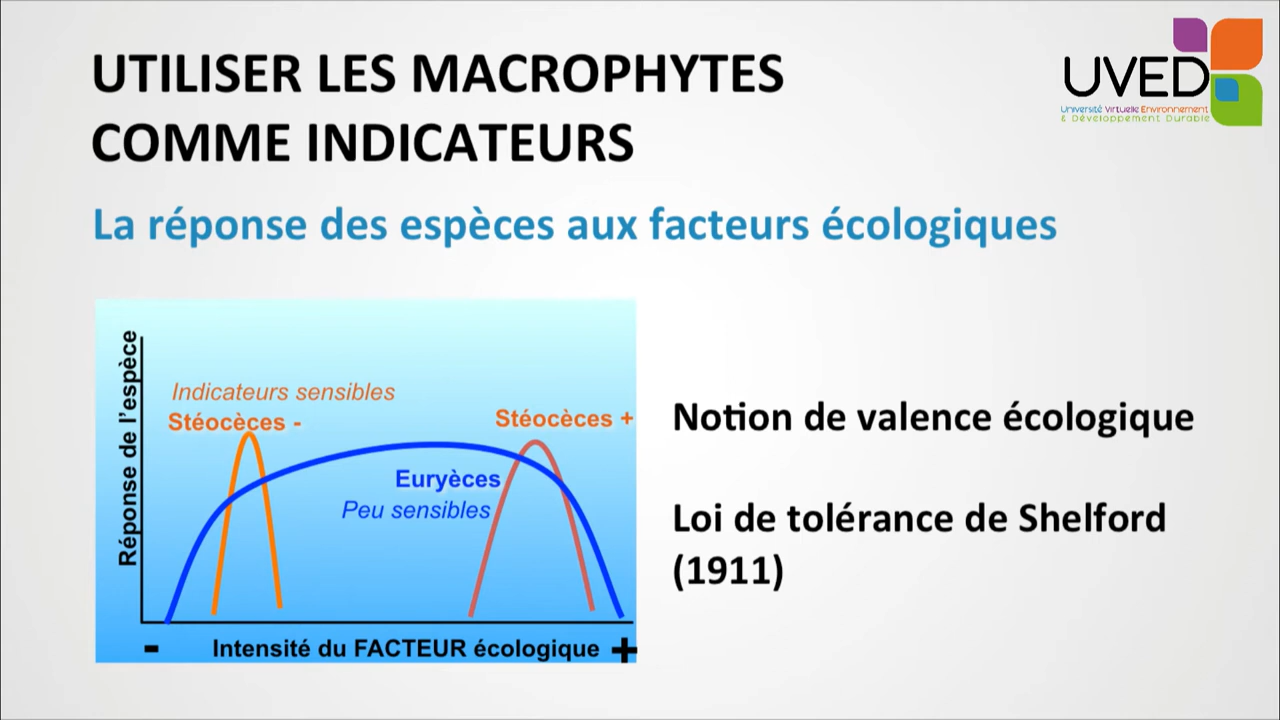 UTILISER LES MACROPHYTES
COMME INDICATEURS
UVED
Université Virtuelle Environnement
& Développement Durable
La réponse des espèces aux facteurs écologiques
Réponse de l'espèce
Indicateurs sensibles
Stéocèces -
Stéocèces +
Euryèces
Peu sensibles
- Intensité du FACTEUR écologique +
Notion de valence écologique
Loi de tolérance de Shelford
(1911)